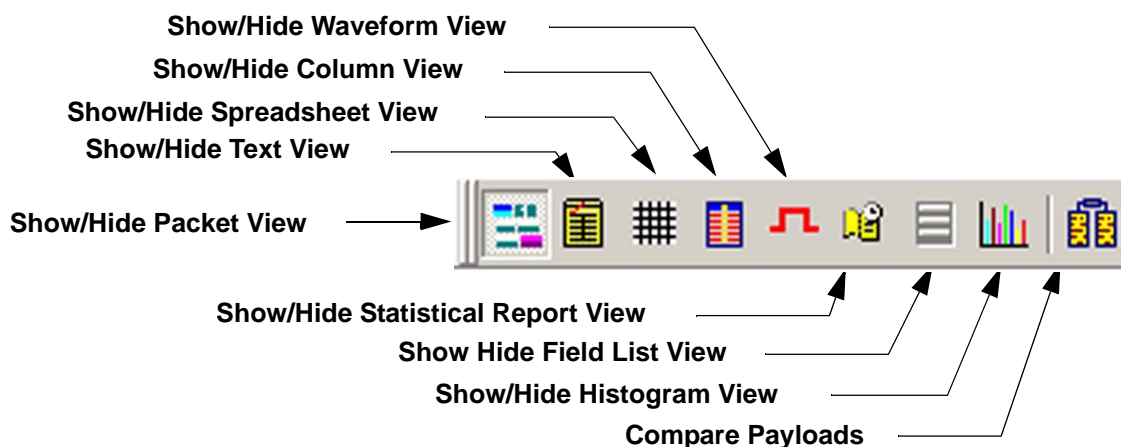 Show/Hide Waveform View
Show/Hide Column View
Show/Hide Spreadsheet View
Show/Hide Text View
Show/Hide Packet View
Show/Hide Statistical Report View
Show Hide Field List View
Show/Hide Histogram View
Compare Payloads